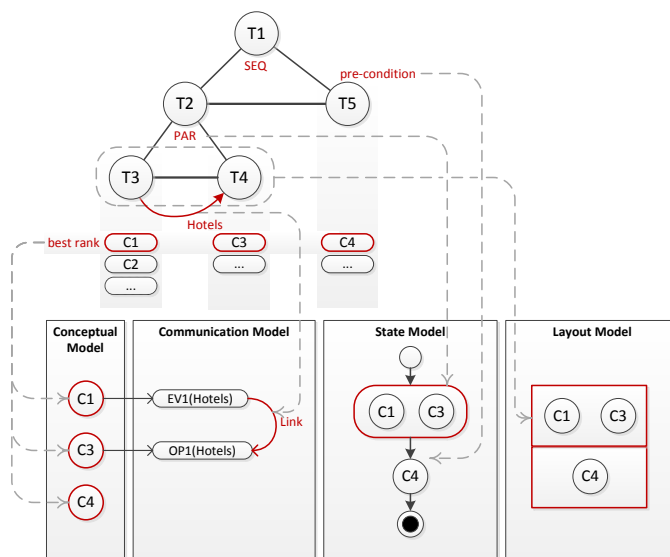 T1
SEQ
pre-condition
T2
T5
PAR
T3
T4
Hotels
best rank
C1
C3
C4
C2
...
...
...
Conceptual
Model
Communication Model
State Model
Layout Model
C1
EV1(Hotels)
C1
C3
C1
C3
Link
C3
OP1(Hotels)
C4
C4
C4